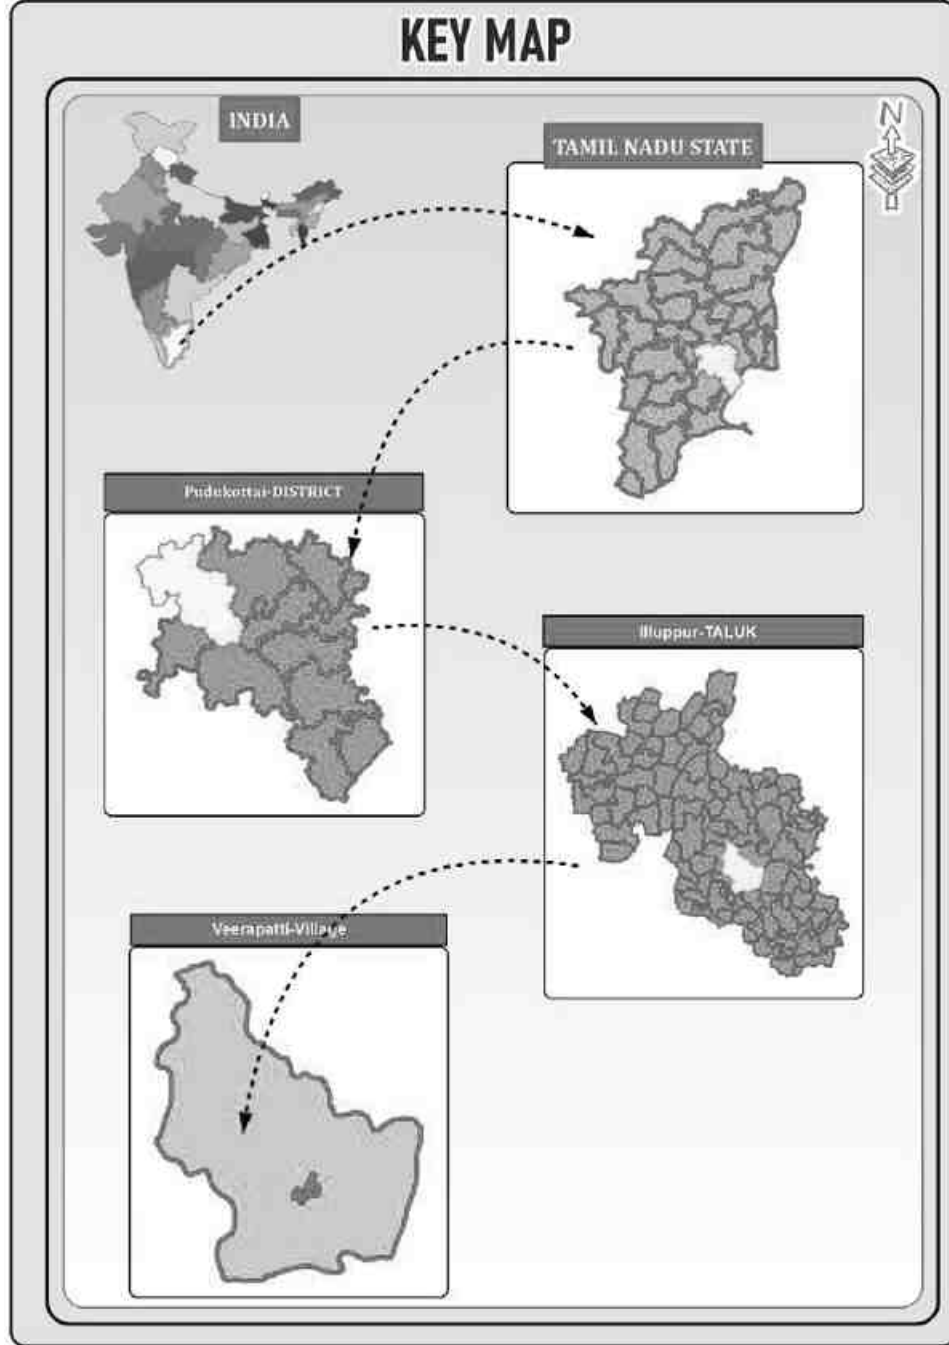 KEY MAP
INDIA
TAMIL NADU STATE
N
Pudukottai-DISTRICT
Illuppur-TALUK
Veerapatti-Village